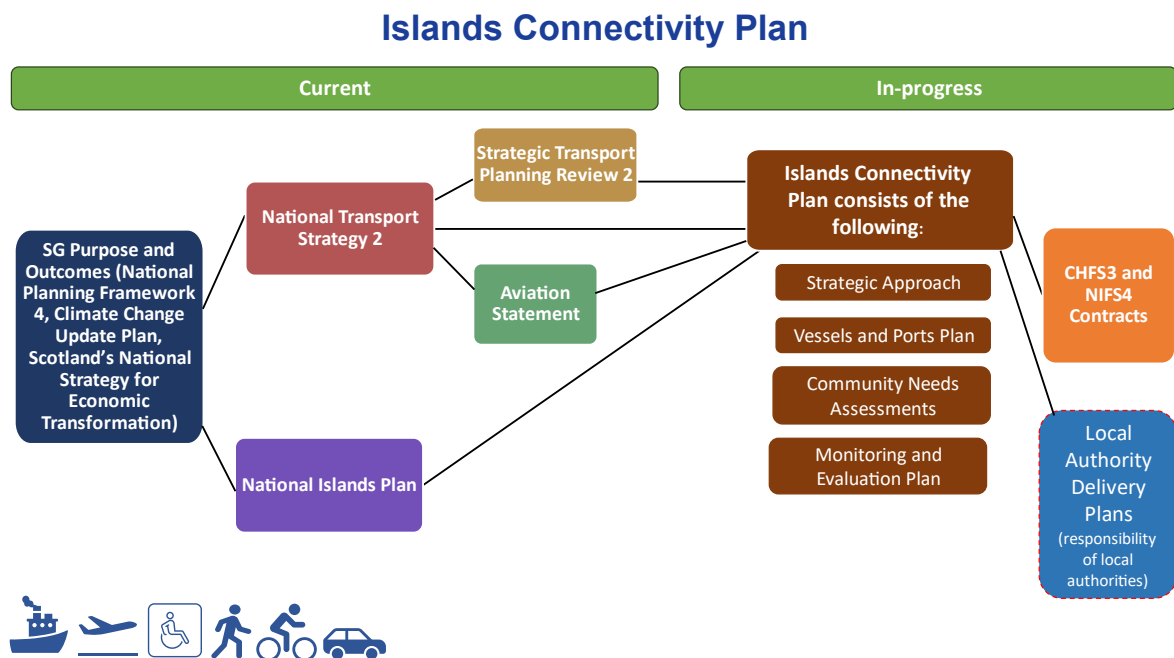 Islands Connectivity Plan
Current
In-progress
SG Purpose and
Outcomes (National
Planning Framework
4, Climate Change
Update Plan,
Scotland's National
Strategy for
Economic
Transformation)
National Transport
Strategy 2
National Islands Plan
Strategic Transport
Planning Review 2
Aviation
Statement
Islands Connectivity
Plan consists of the
following:
Strategic Approach
Vessels and Ports Plan
Community Needs
Assessments
Monitoring and
Evaluation Plan
CHFS3 and
NIFS4
Contracts
Local
Authority
Delivery
Plans
(responsibility
of local
authorities)